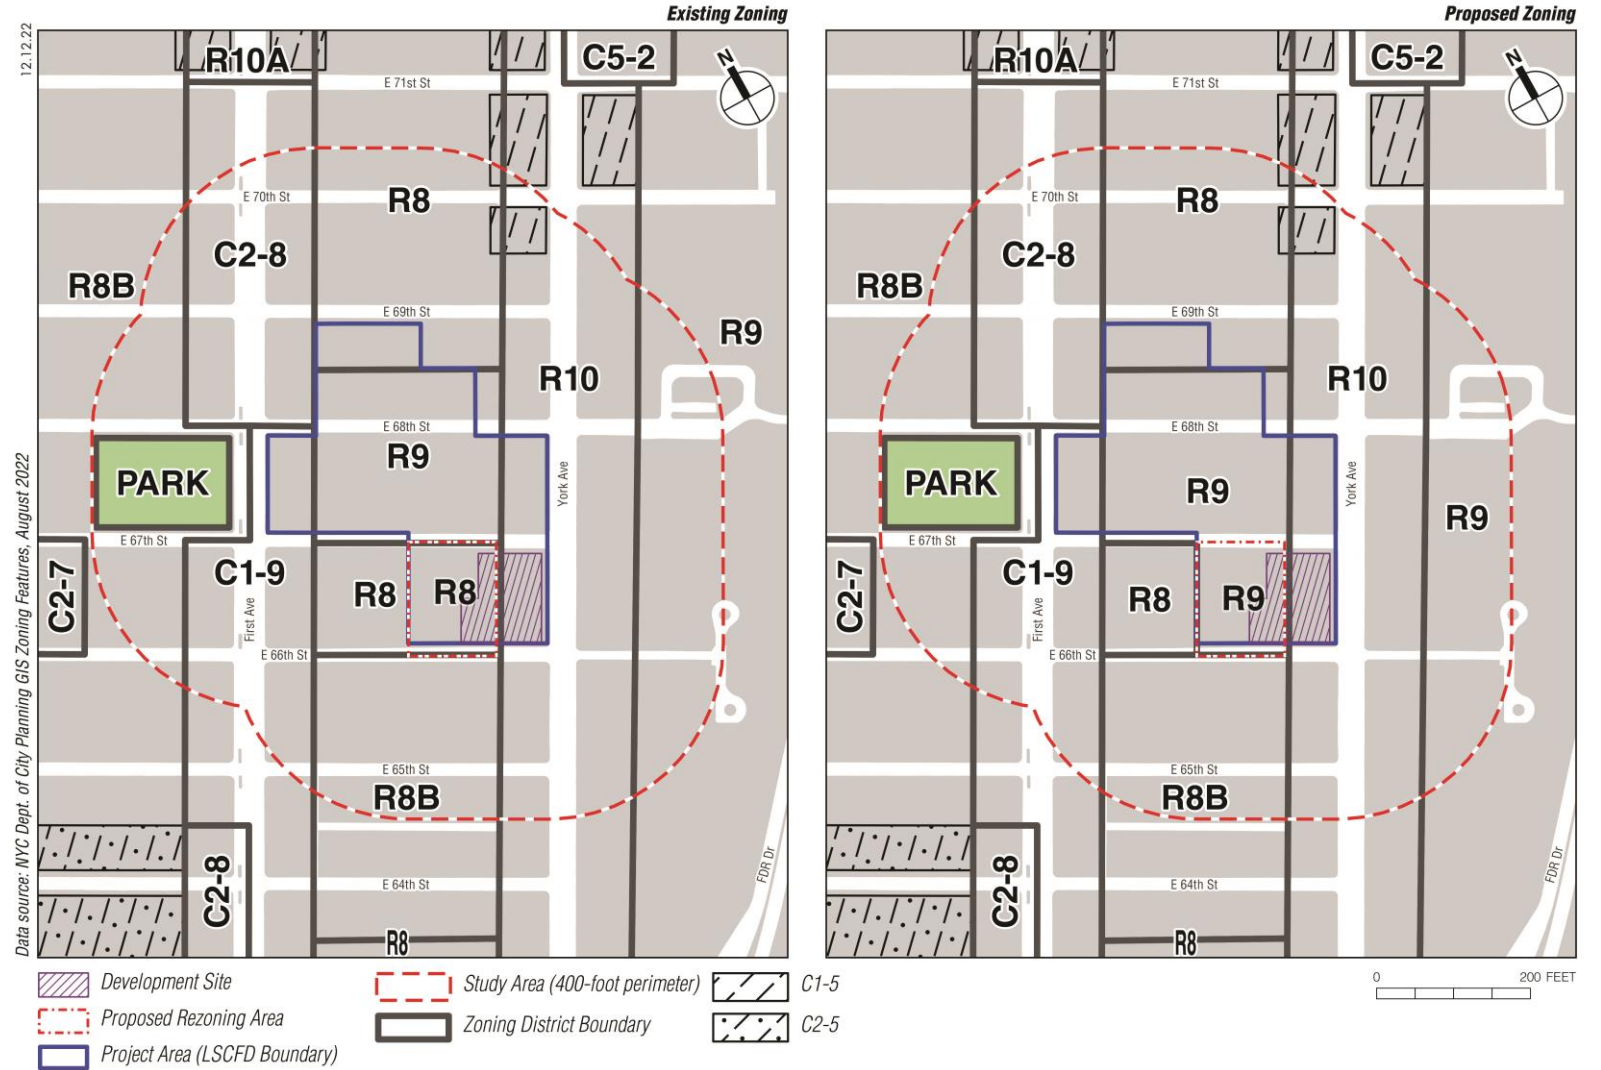 Existing Zoning
Proposed Zoning
12.12.22
Data source: NYC Dept. of City Planning GIS Zoning Features, August 2022
R10A
C5-2
N
E 71st St
R8
E 70th St
C2-8
R8B
E 69th St
R9
R10
E 68th St
R9
PARK
York Ave
E 67th St
C2-7
C1-9
R8
R8
First Ave
E 66th St
E 65th St
R8B
FDR Dr
C2-8
E 64th St
R8
R10A
C5-2
N
E 71st St
R8
E 70th St
C2-8
R8B
E 69th St
R10
E 68th St
PARK
R9
York Ave
R9
E 67th St
C2-7
C1-9
R8
R9
First Ave
E 66th St
E 65th St
R8B
FDR Dr
C2-8
E 64th St
R8
Development Site
Proposed Rezoning Area
Project Area (LSCFD Boundary)
Study Area (400-foot perimeter)
Zoning District Boundary
C1-5
C2-5
0 200 FEET